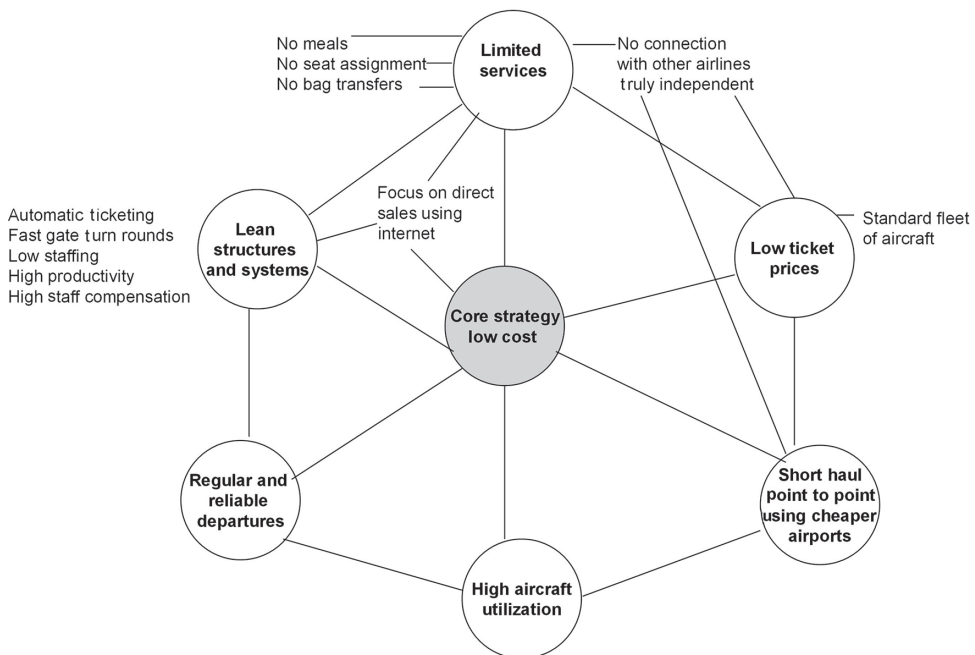 No meals
No seat assignment
No bag transfers
Limited
services
No connection
with other airlines
truly independent
Focus on direct
sales using
internet
Automatic ticketing
Fast gate turn rounds
Low staffing
High productivity
High staff compensation
Lean
structures
and systems
Low ticket
prices
Standard fleet
of aircraft
Core strategy
low cost
Regular and
reliable
departures
High aircraft
utilization
Short haul
point to point
using cheaper
airports